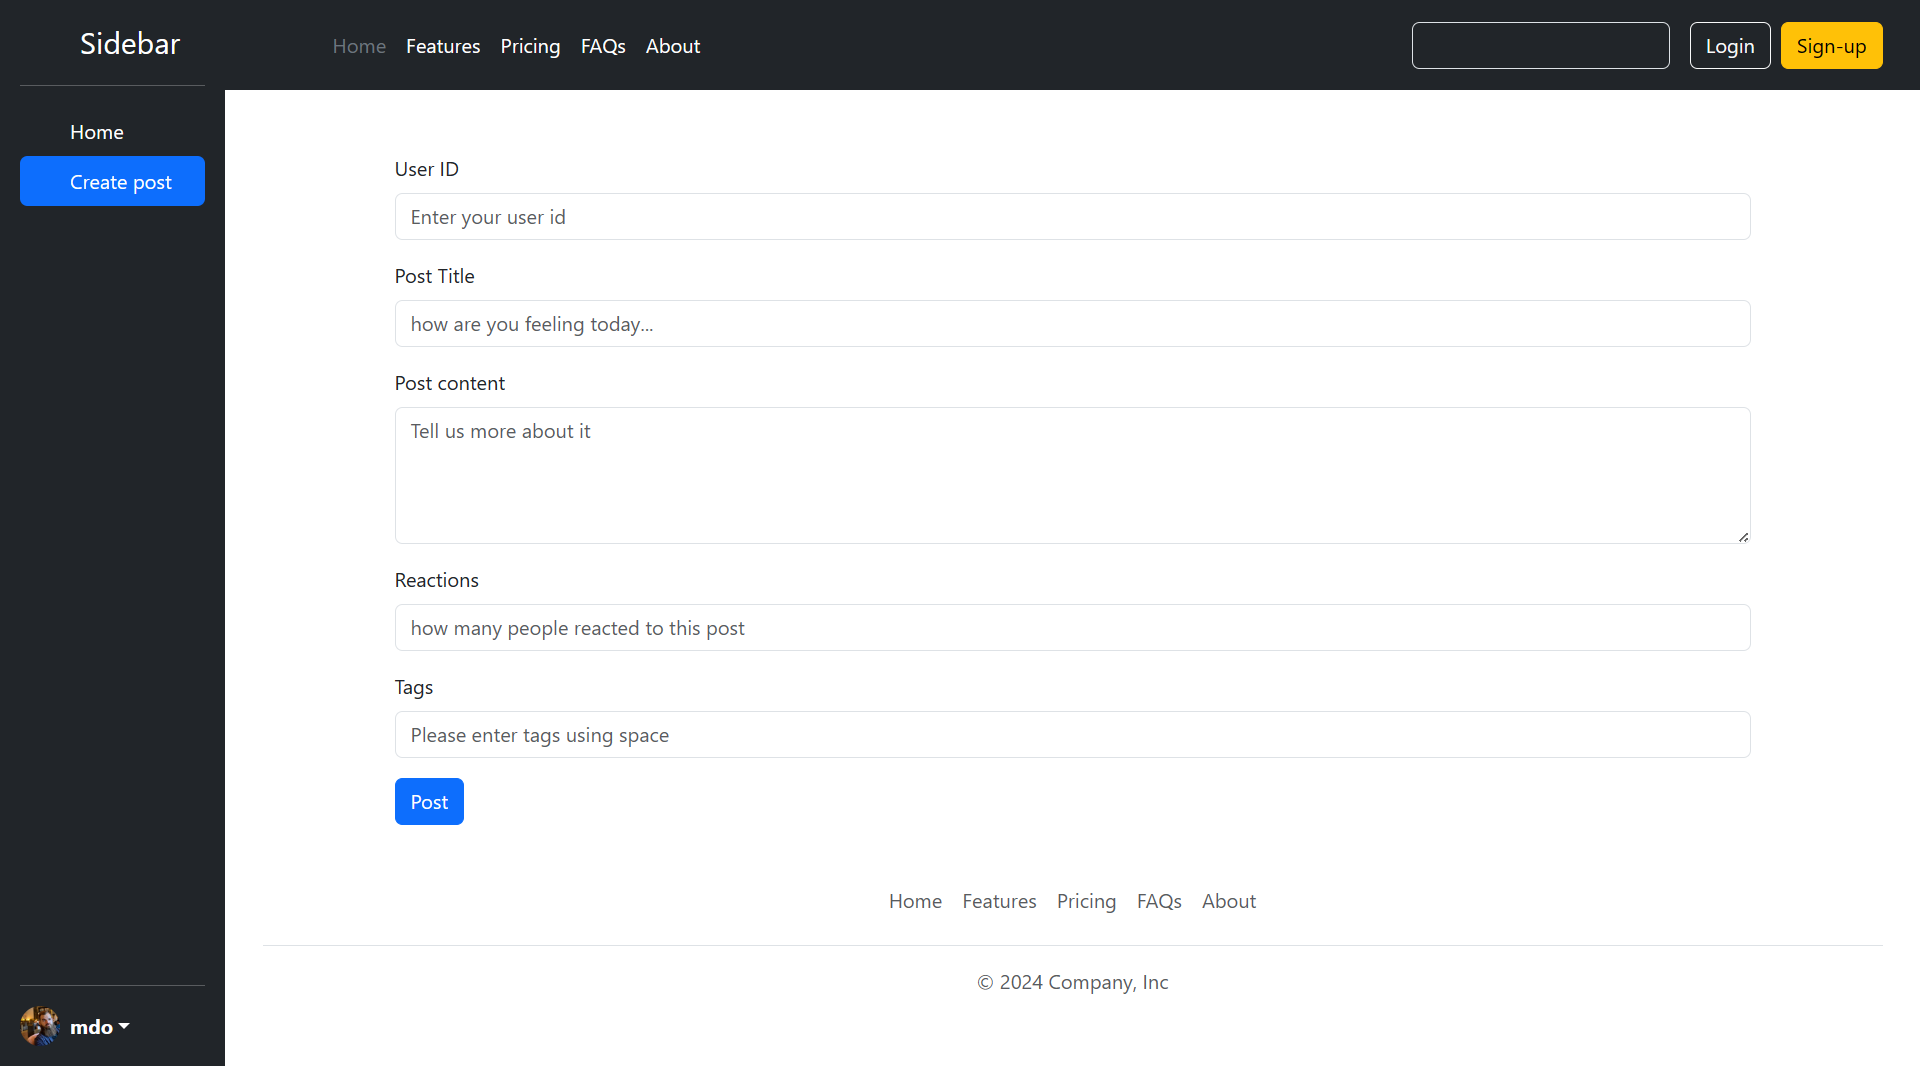 Sidebar
Home
Create post
mdo
Home Features Pricing FAQs About
Login Sign-up
User ID
Enter your user id
Post Title
how are you feeling today...
Post content
Tell us more about it
Reactions
how many people reacted to this post
Tags
Please enter tags using space
Post
Home Features Pricing FAQs About
© 2024 Company, Inc